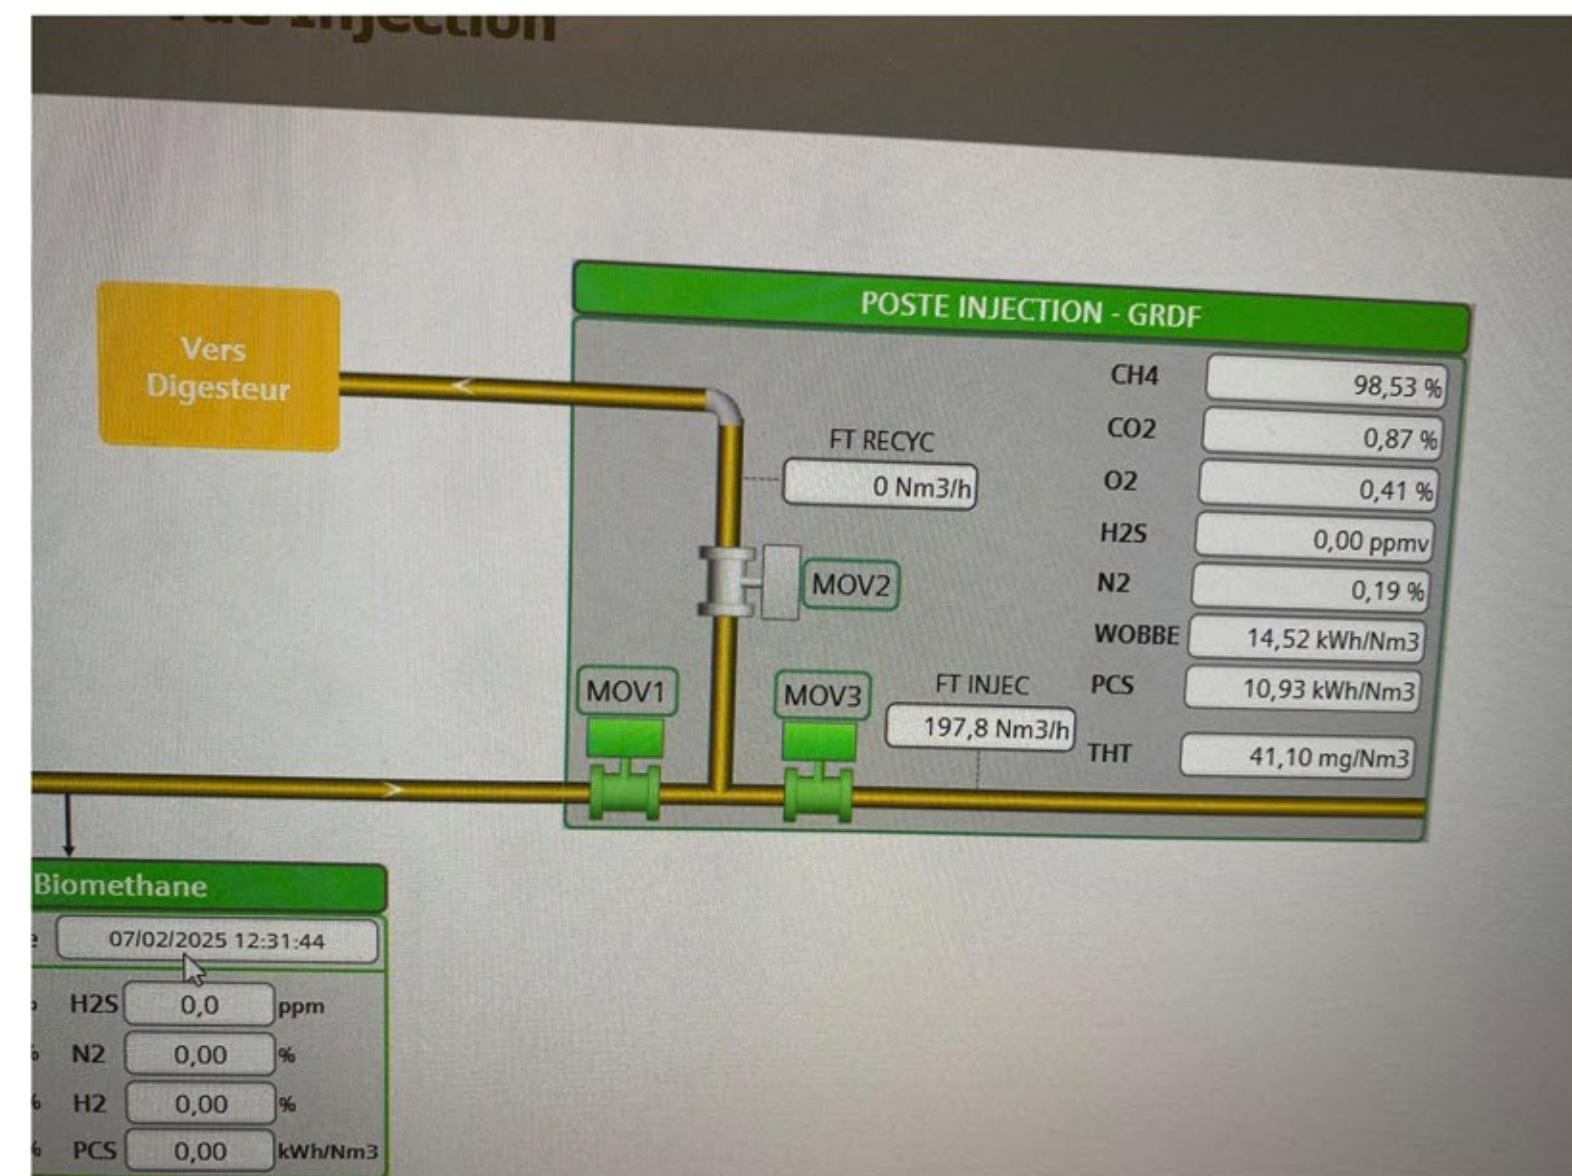 Injection
POSTE INJECTION - GRDF
Vers
Digesteur
CH4 98,53 %
CO2 0,87 %
FT RECYC
0 Nm3/h
O2 0,41 %
H2S 0,00 ppmv
MOV2
N2 0,19 %
WOBBE 14,52 kWh/Nm3
MOV1
MOV3
FT INJEC
197,8 Nm3/h
PCS 10,93 kWh/Nm3
THT 41,10 mg/Nm3
Biomethane
07/02/2025 12:31:44
H2S 0,0 ppm
% N2 0,00 %
% H2 0,00 %
% PCS 0,00 kWh/Nm3